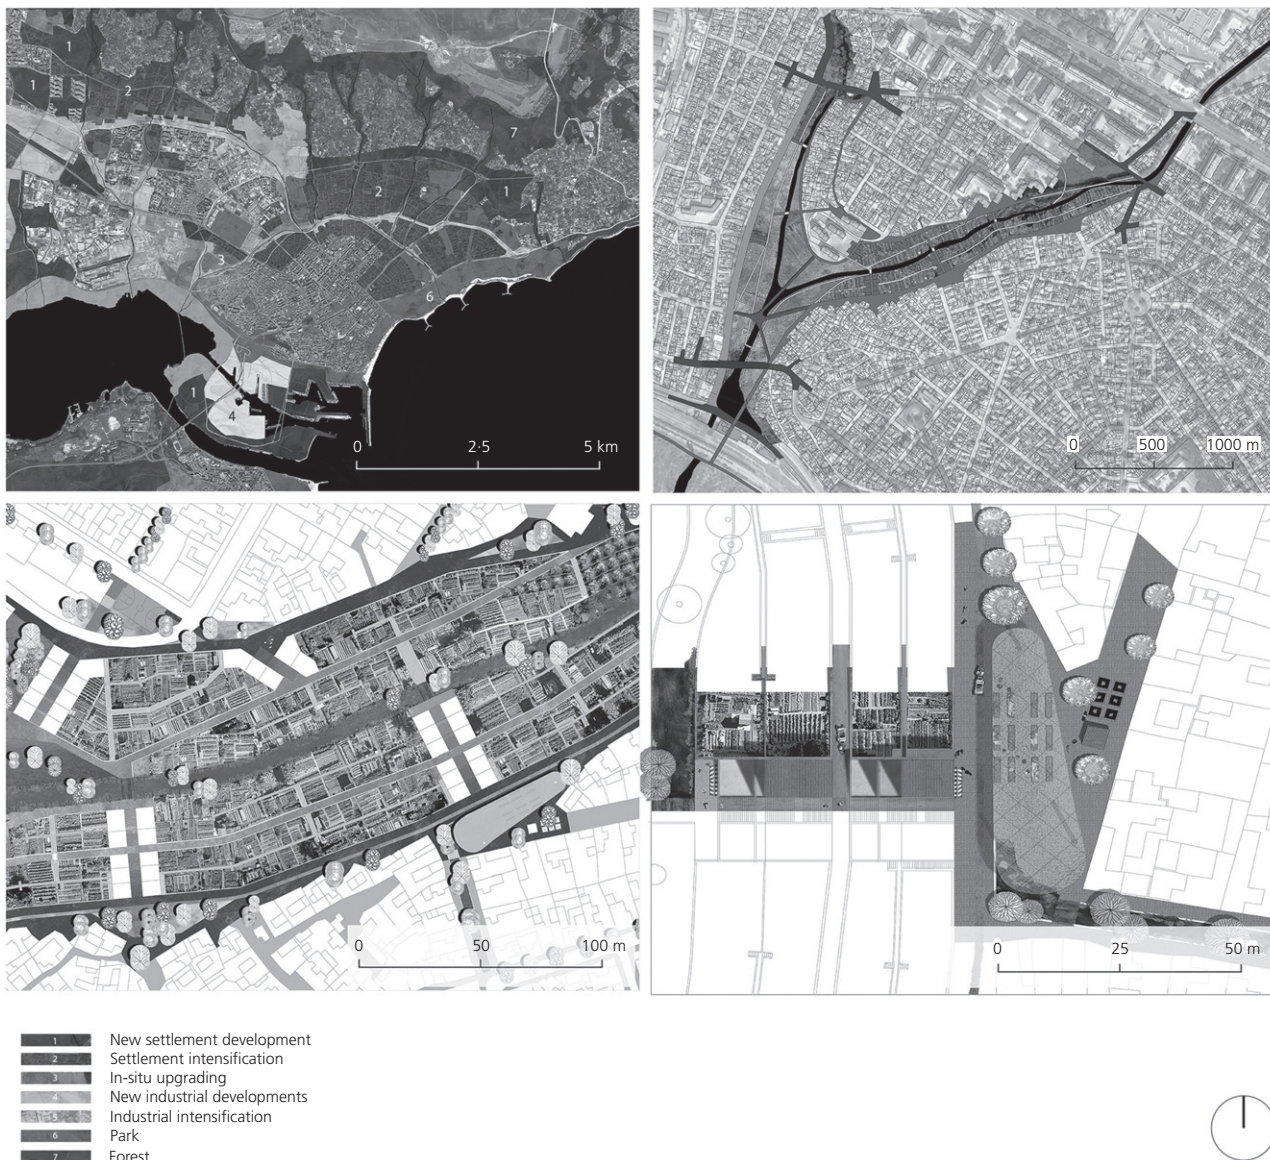 1
1
2
7
2
1
3
6
1
4
0 2·5 5 km
0 500 1000 m
0 50 100 m
0 25 50 m
1 New settlement development
2 Settlement intensification
3 In-situ upgrading
4 New industrial developments
5 Industrial intensification
6 Park
7 Forest